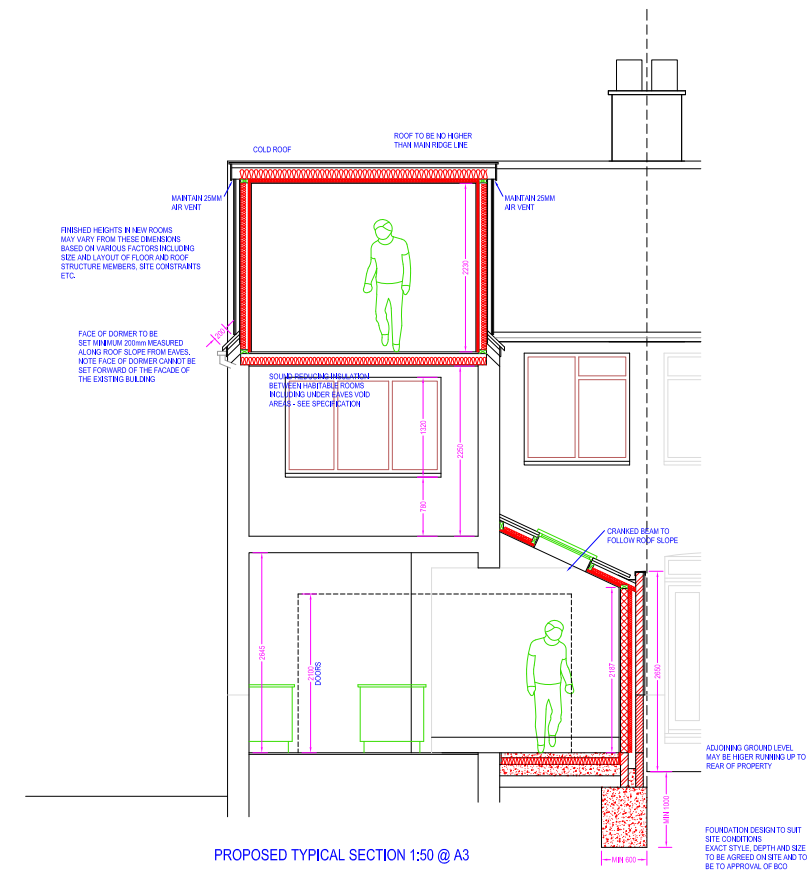 ROOF TO BE NO HIGHER
THAN MAIN RIDGE LINE
COLD ROOF
MAINTAIN 25MM
AIR VENT
MAINTAIN 25MM
AIR VENT
FINISHED HEIGHTS IN NEW ROOMS
MAY VARY FROM THESE DIMENSIONS
BASED ON VARIOUS FACTORS INCLUDING
SIZE AND LAYOUT OF FLOOR AND ROOF
STRUCTURE MEMBERS, SITE CONSTRAINTS
ETC.
2230
200
FACE OF DORMER TO BE
SET MINIMUM 200mm MEASURED
ALONG ROOF SLOPE FROM EAVES.
NOTE FACE OF DORMER CANNOT BE
SET FORWARD OF THE FACADE OF
THE EXISTING BUILDING
SOUND REDUCING INSULATION
BETWEEN HABITABLE ROOMS
INCLUDING UNDER EAVES VOID
AREAS - SEE SPECIFICATION
1320
2250
780
CRANKED BEAM TO
FOLLOW ROOF SLOPE
2645
2100
DOORS
2187
2650
ADJOINING GROUND LEVEL
MAY BE HIGER RUNNING UP TO
REAR OF PROPERTY
MIN 1000
FOUNDATION DESIGN TO SUIT
SITE CONDITIONS
EXACT STYLE, DEPTH AND SIZE
TO BE AGREED ON SITE AND TO
BE TO APPROVAL OF BCO
MIN 600
PROPOSED TYPICAL SECTION 1:50 @ A3